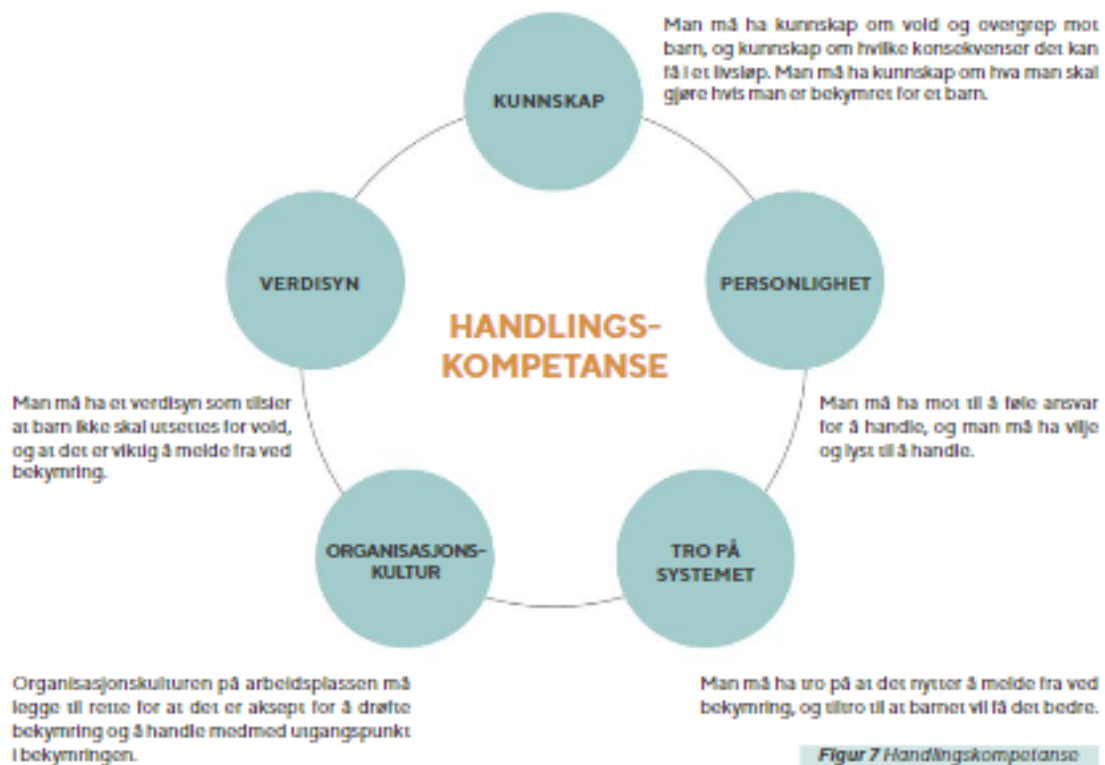 Man må ha kunnskap om vold og overgrep mot
barn, og kunnskap om hvilke konsekvenser det kan
få i et livsløp. Man må ha kunnskap om hva man skal
gjøre hvis man er bekymret for et barn.
KUNNSKAP
VERDISYN
PERSONLIGHET
HANDLINGS-
KOMPETANSE
Man må ha et verdisyn som tilsier
at barn ikke skal utsettes for vold,
og at det er viktig å melde fra ved
bekymring.
Man må ha mot til å føle ansvar
for å handle, og man må ha vilje
og lyst til å handle.
ORGANISASJONS-
KULTUR
TRO PÅ
SYSTEMET
Organisasjonskulturen på arbeidsplassen må
legge til rette for at det er aksept for å drøfte
bekymring og å handle medmed utgangspunkt
i bekymringen.
Man må ha tro på at det nytter å melde fra ved
bekymring, og tiltro til at barnet vil få det bedre.
Figur 7 Handlingskompetanse